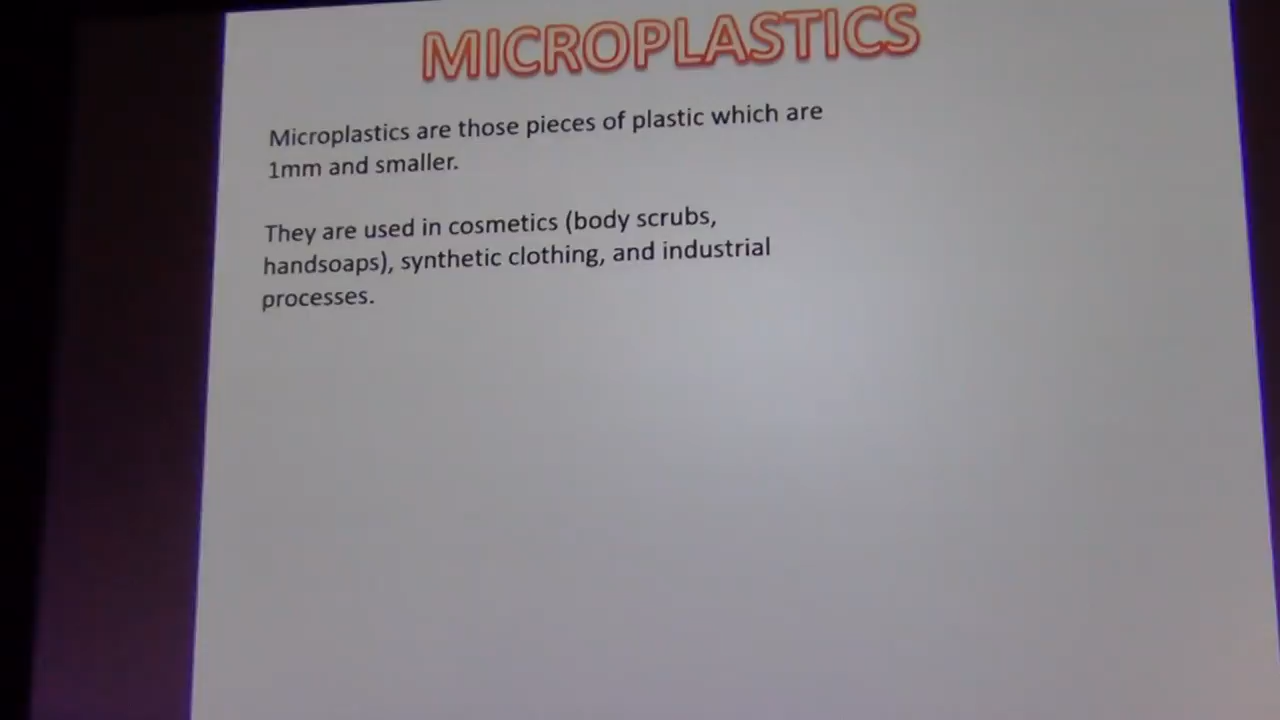 MICROPLASTICS
Microplastics are those pieces of plastic which are
1mm and smaller.
They are used in cosmetics (body scrubs,
handsoaps), synthetic clothing, and industrial
processes.